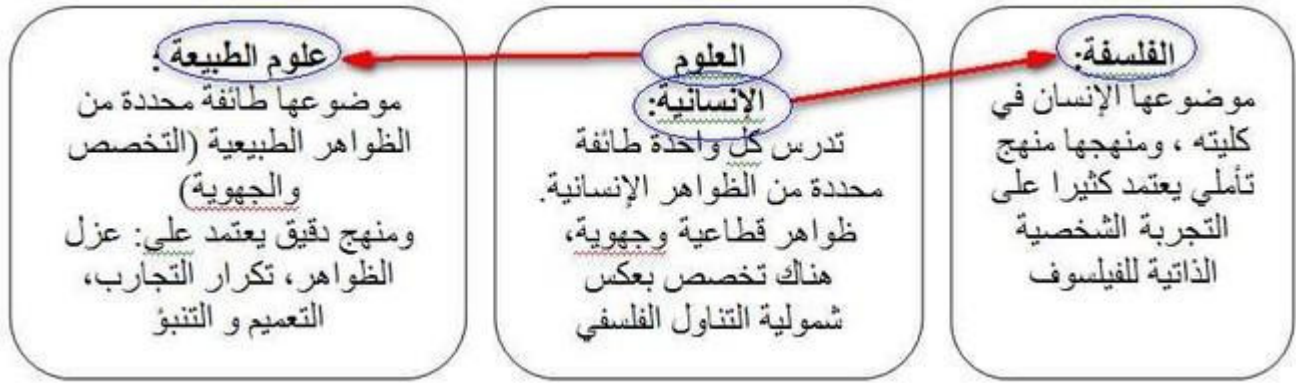 الفلسفة:
موضوعها الإنسان في
كليته ، ومنهجها منهج
تأملي يعتمد كثيرا على
التجربة الشخصية
الذاتية للفيلسوف
العلوم
الإنسانية:
تدرس كل واحدة طائفة
محددة من الظواهر الإنسانية.
ظواهر قطاعية وجهوية،
هناك تخصص بعكس
شمولية التناول الفلسفي
علوم الطبيعة :
موضوعها طائفة محددة من
الظواهر الطبيعية (التخصص
والجهوية)
ومنهج دقيق يعتمد علي: عزل
الظواهر، تكرار التجارب،
التعميم و التنبؤ